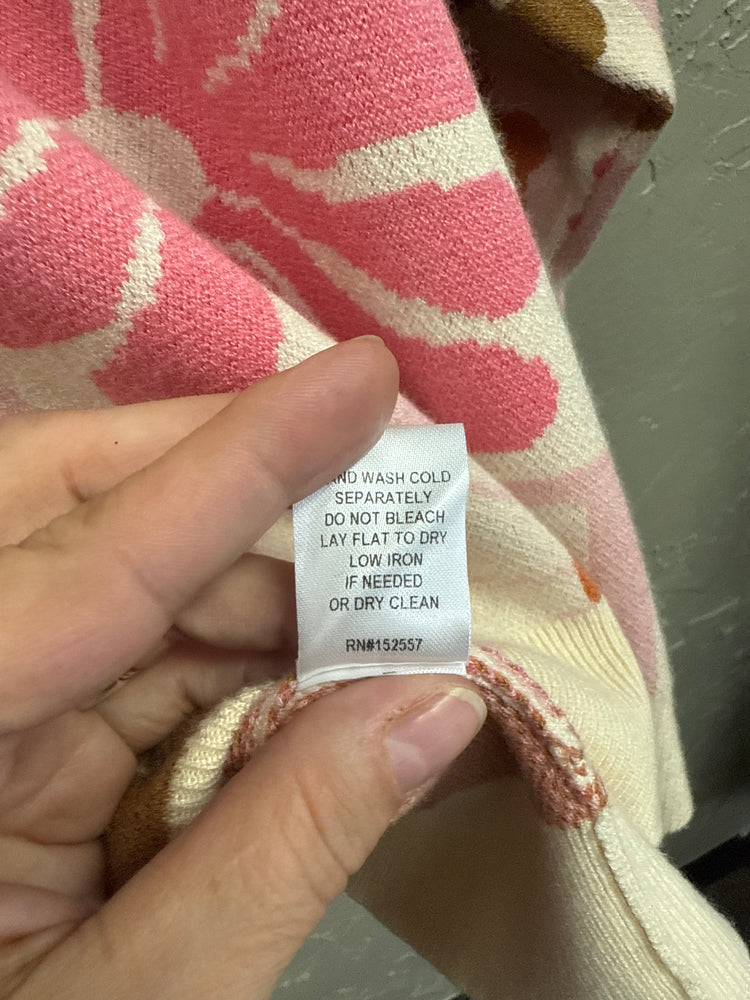 WASH COLD
SEPARATELY
DO NOT BLEACH
LAY FLAT TO DRY
LOW IRON
IF NEEDED
OR DRY CLEAN
RN#152557